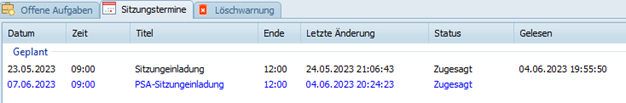 Offene Aufgaben Sitzungstermine Löschwarnung
Datum Zeit Titel Ende Letzte Änderung Status Gelesen
Geplant
23.05.2023 09:00 Sitzungeinladung 12:00 24.05.2023 21:06:43 Zugesagt 04.06.2023 19:55:50
07.06.2023 09:00 PSA-Sitzungeinladung 12:00 04.06.2023 20:24:23 Zugesagt